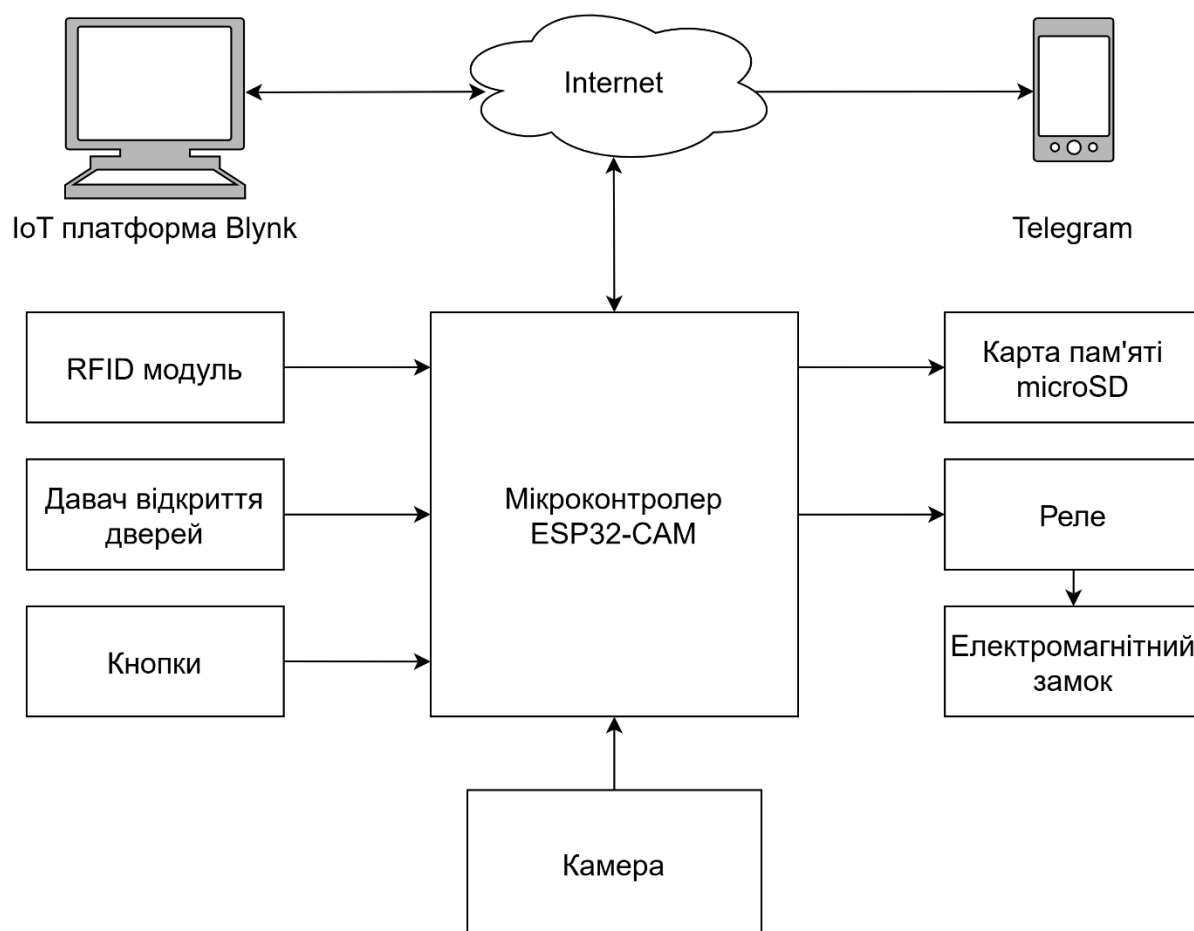 Internet
IoT платформа Blynk
Telegram
RFID модуль
Карта пам'яті
microSD
Давач відкриття
дверей
Мікроконтролер
ESP32-CAM
Реле
Кнопки
Електромагнітний
замок
Камера